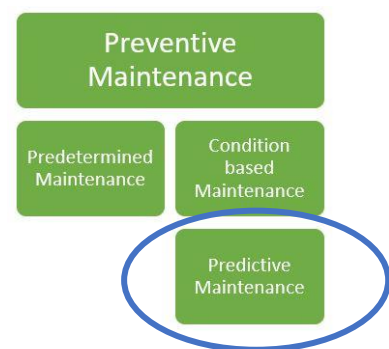 Preventive
Maintenance
Predetermined
Maintenance
Condition
based
Maintenance
Predictive
Maintenance